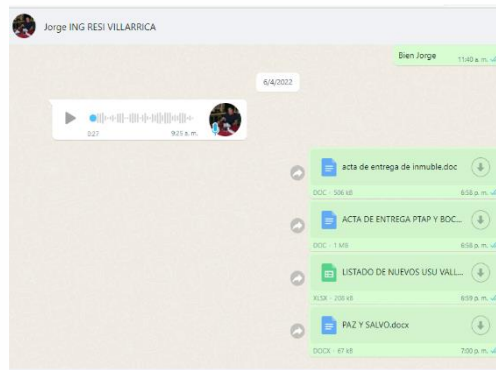 Jorge ING RESI VILLARRICA
Bien Jorge 11:40 a. m.
6/4/2022
0:27 9:23 a. m.
acta de entrega de inmuble.doc
DOC • 506 kB 6:58 p. m.
ACTA DE ENTREGA PTAP Y BOC...
DOC • 1 MB 6:58 p. m.
LISTADO DE NUEVOS USU VALL...
XLSX • 208 kB 6:59 p. m.
PAZ Y SALVO.docx
DOCX • 67 kB 7:00 p. m.